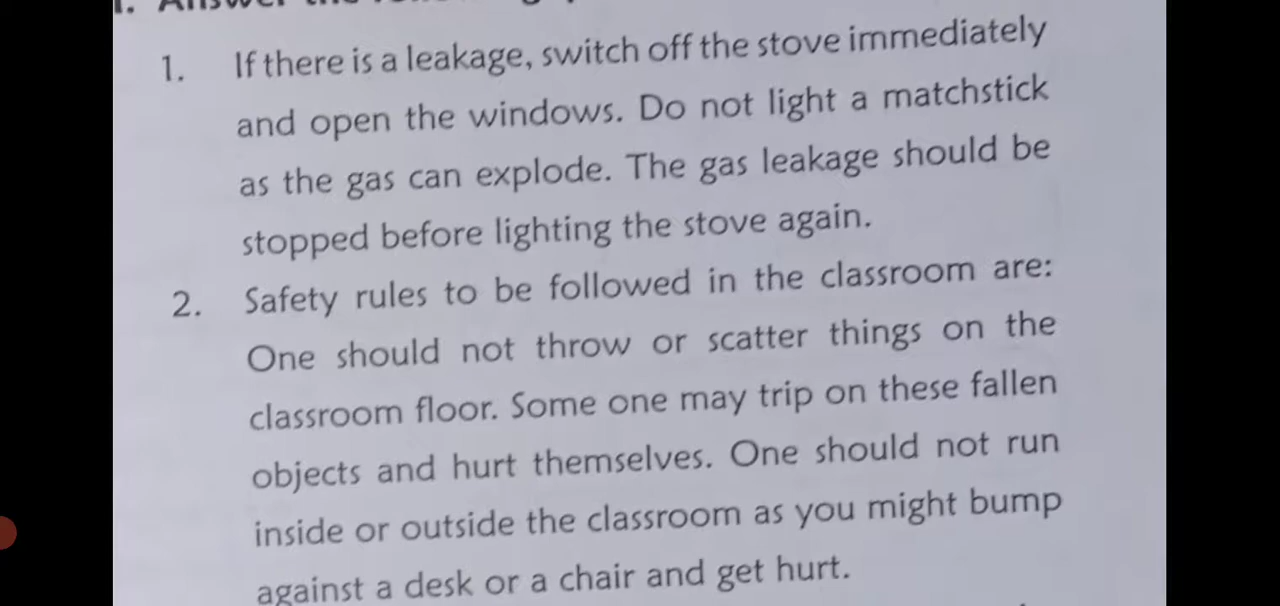 1. If there is a leakage, switch off the stove immediately
and open the windows. Do not light a matchstick
as the gas can explode. The gas leakage should be
stopped before lighting the stove again.
2. Safety rules to be followed in the classroom are:
One should not throw or scatter things on the
classroom floor. Some one may trip on these fallen
objects and hurt themselves. One should not run
inside or outside the classroom as you might bump
against a desk or a chair and get hurt.